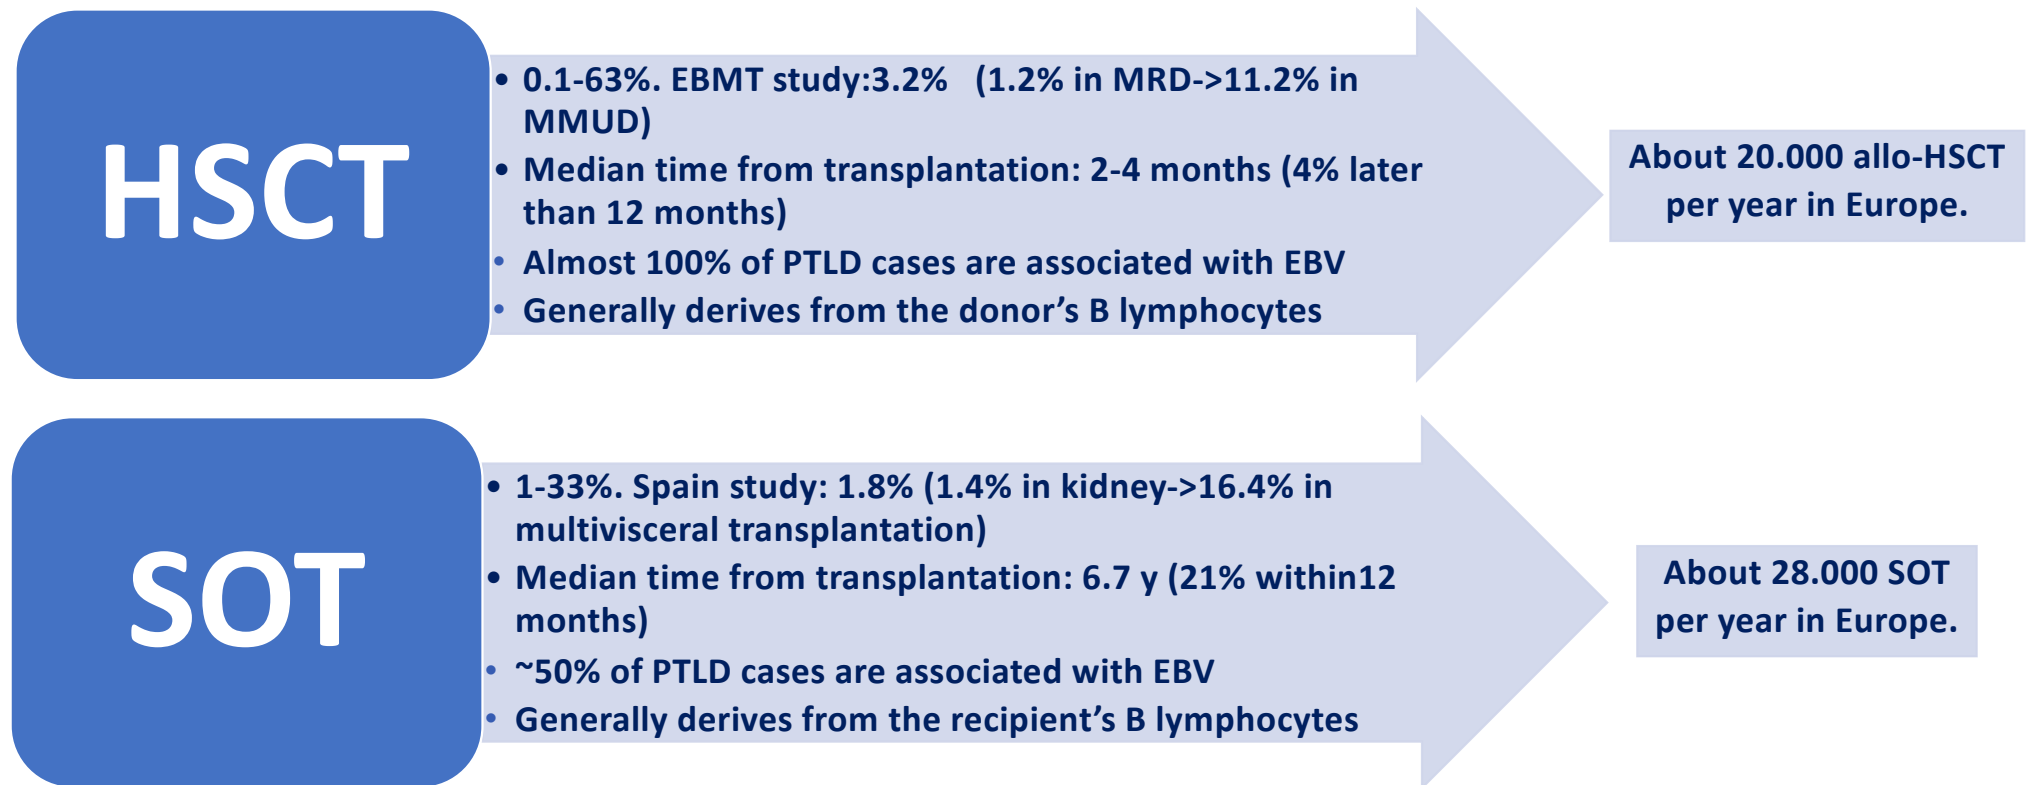 HSCT
• 0.1-63%. EBMT study:3.2%   (1.2% in MRD->11.2% in
MMUD)
• Median time from transplantation: 2-4 months (4% later
than 12 months)
• Almost 100% of PTLD cases are associated with EBV
• Generally derives from the donor’s B lymphocytes
About 20.000 allo-HSCT
per year in Europe.
SOT
• 1-33%. Spain study: 1.8% (1.4% in kidney->16.4% in
multivisceral transplantation)
• Median time from transplantation: 6.7 y (21% within12
months)
• ~50% of PTLD cases are associated with EBV
• Generally derives from the recipient’s B lymphocytes
About 28.000 SOT
per year in Europe.